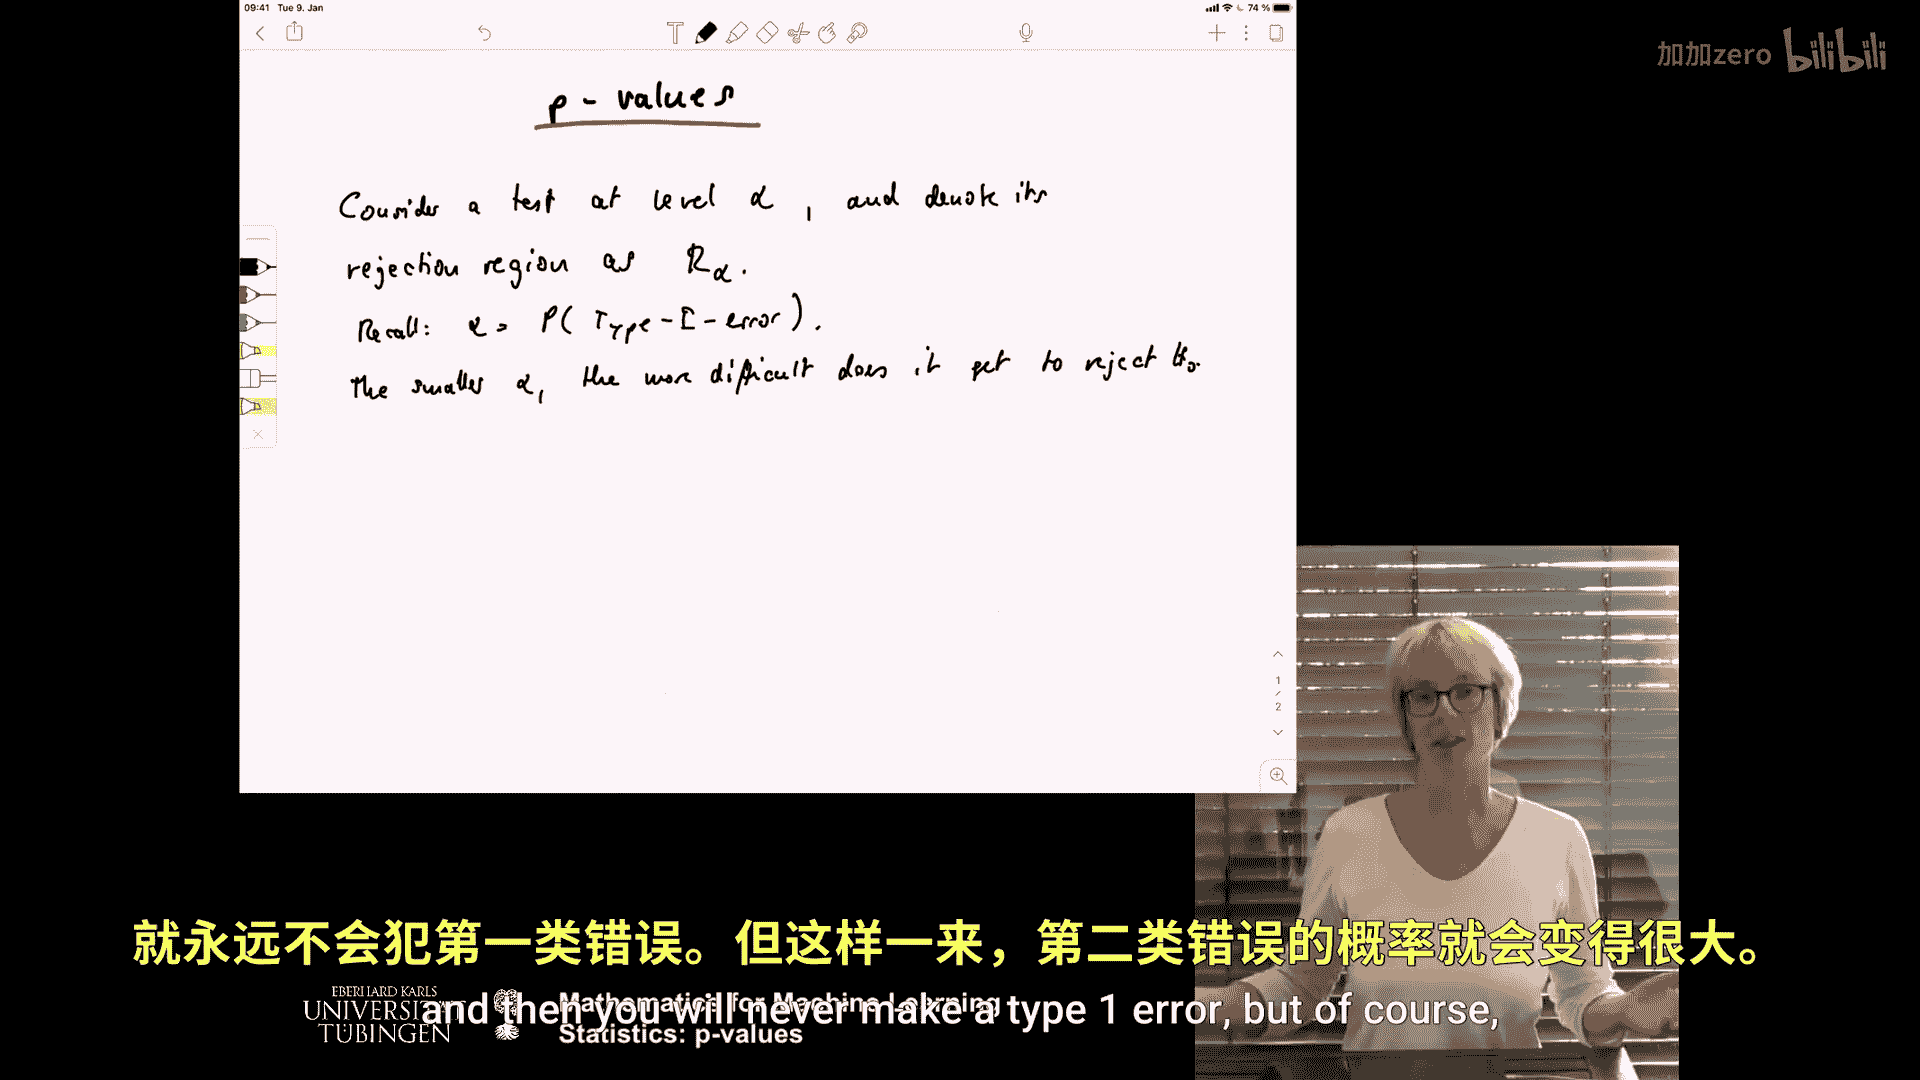 09:41 Tue 9. Jan
74 %
加加zero bilibili
p - values
Consider a test at level α, and denote its
rejection region as Rα.
Recall: α = P( Type-I-error ).
The smaller α, the more difficult does it get to reject H₀.
1
/
2
就永远不会犯第一类错误。但这样一来，第二类错误的概率就会变得很大。
and then you will never make a type 1 error, but of course,
EBERHARD KARLS
UNIVERSITÄT
TÜBINGEN
Mathematics for Machine Learning
Statistics: p-values